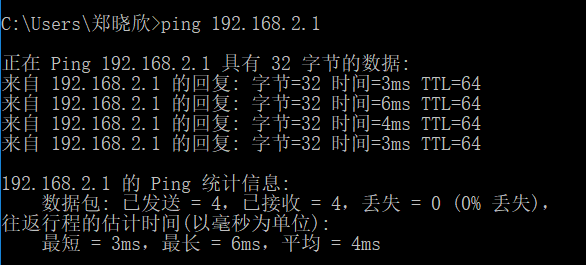 C:\Users\郑晓欣>ping 192.168.2.1
正在 Ping 192.168.2.1 具有 32 字节的数据:
来自 192.168.2.1 的回复: 字节=32 时间=3ms TTL=64
来自 192.168.2.1 的回复: 字节=32 时间=6ms TTL=64
来自 192.168.2.1 的回复: 字节=32 时间=4ms TTL=64
来自 192.168.2.1 的回复: 字节=32 时间=3ms TTL=64
192.168.2.1 的 Ping 统计信息:
数据包: 已发送 = 4，已接收 = 4，丢失 = 0 (0% 丢失)，
往返行程的估计时间(以毫秒为单位):
最短 = 3ms，最长 = 6ms，平均 = 4ms